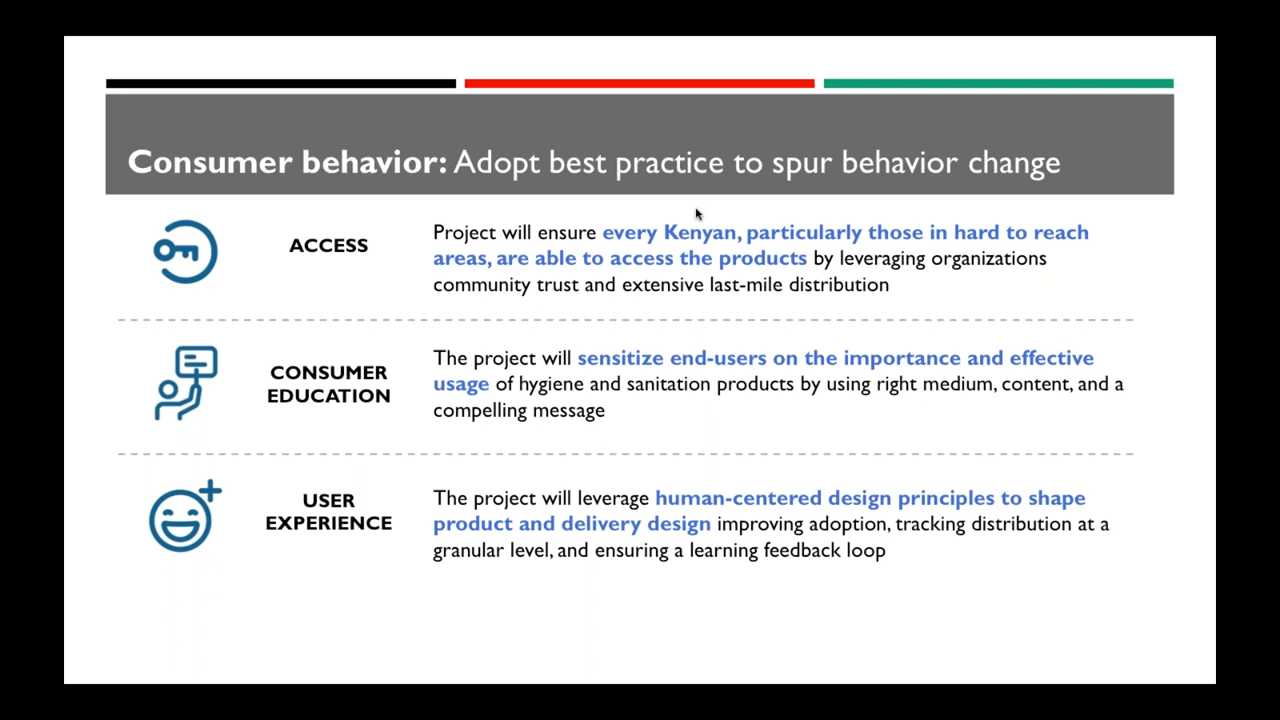 Consumer behavior: Adopt best practice to spur behavior change
ACCESS
Project will ensure every Kenyan, particularly those in hard to reach
areas, are able to access the products by leveraging organizations
community trust and extensive last-mile distribution
CONSUMER
EDUCATION
The project will sensitize end-users on the importance and effective
usage of hygiene and sanitation products by using right medium, content, and a
compelling message
USER
EXPERIENCE
The project will leverage human-centered design principles to shape
product and delivery design improving adoption, tracking distribution at a
granular level, and ensuring a learning feedback loop